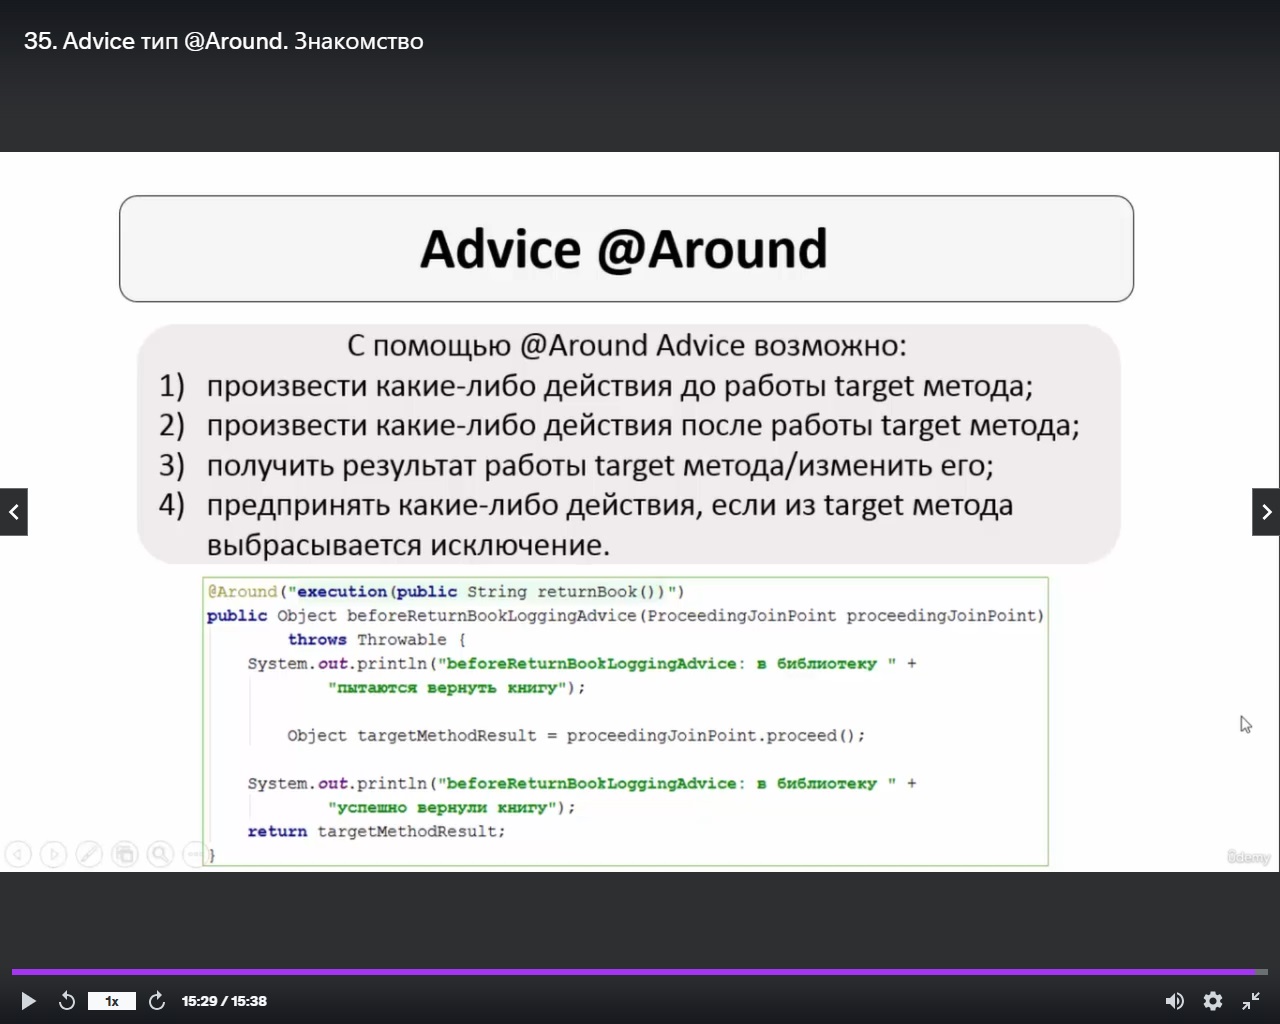 35. Advice тип @Around. Знакомство
Advice @Around
С помощью @Around Advice возможно:
1) произвести какие-либо действия до работы target метода;
2) произвести какие-либо действия после работы target метода;
3) получить результат работы target метода/изменить его;
4) предпринять какие-либо действия, если из target метода
выбрасывается исключение.
@Around("execution(public String returnBook())")
public Object beforeReturnBookLoggingAdvice(ProceedingJoinPoint proceedingJoinPoint)
throws Throwable {
System.out.println("beforeReturnBookLoggingAdvice: в библиотеку " +
"пытаются вернуть книгу");
Object targetMethodResult = proceedingJoinPoint.proceed();
System.out.println("beforeReturnBookLoggingAdvice: в библиотеку " +
"успешно вернули книгу");
return targetMethodResult;
}
ûdemy
1x
15:29 / 15:38